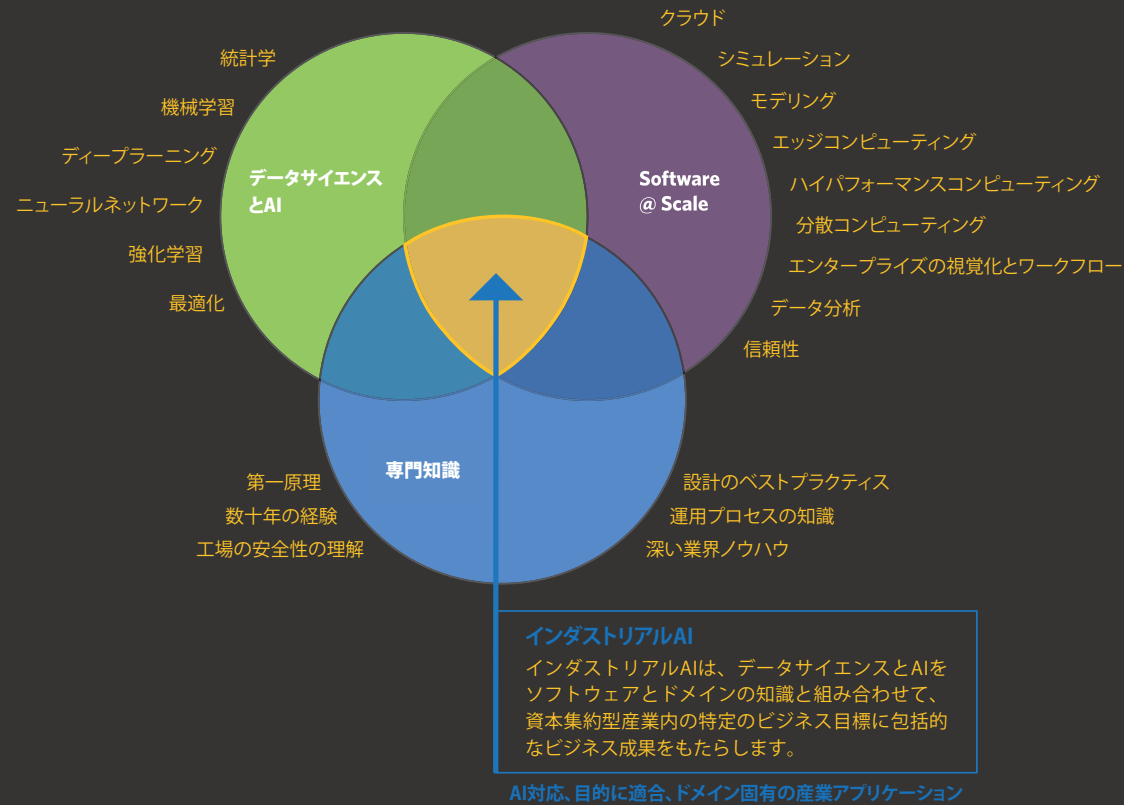 統計学
機械学習
ディープラーニング
ニューラルネットワーク
強化学習
最適化
データサイエンス
とAI
クラウド
シミュレーション
モデリング
エッジコンピューティング
ハイパフォーマンスコンピューティング
分散コンピューティング
エンタープライズの視覚化とワークフロー
データ分析
信頼性
Software
@ Scale
専門知識
第一原理
数十年の経験
工場の安全性の理解
設計のベストプラクティス
運用プロセスの知識
深い業界ノウハウ
インダストリアルAI
インダストリアルAIは、データサイエンスとAIを
ソフトウェアとドメインの知識と組み合わせて、
資本集約型産業内の特定のビジネス目標に包括的
なビジネス成果をもたらします。
AI対応、目的に適合、ドメイン固有の産業アプリケーション